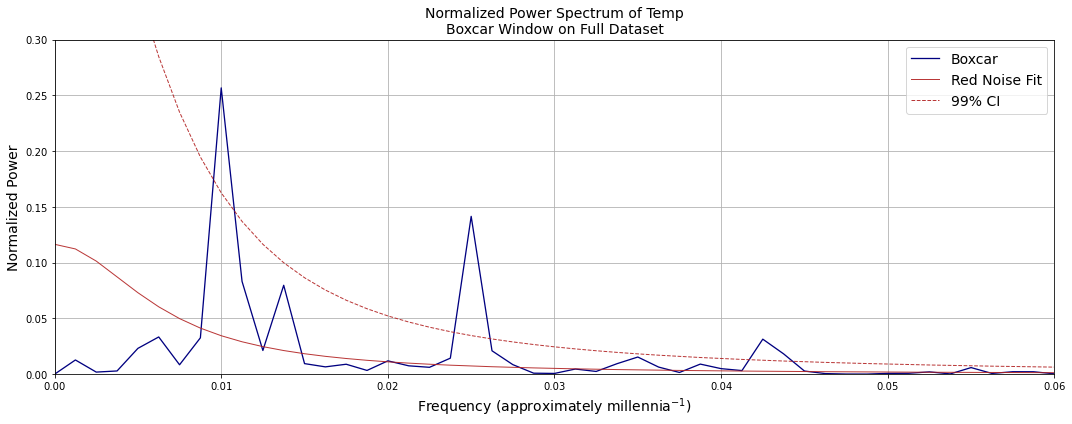 Normalized Power Spectrum of Temp
Boxcar Window on Full Dataset
Normalized Power
0.30
0.25
0.20
0.15
0.10
0.05
0.00
Boxcar
Red Noise Fit
99% CI
0.00 0.01 0.02 0.03 0.04 0.05 0.06
Frequency (approximately millennia⁻¹)